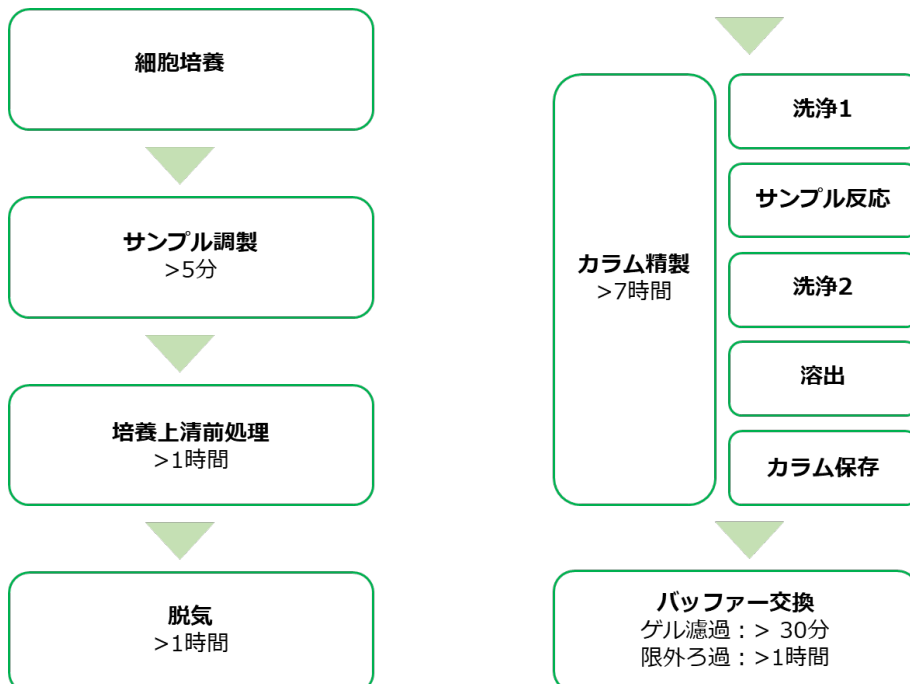 細胞培養
サンプル調製
>5分
培養上清前処理
>1時間
脱気
>1時間
カラム精製
>7時間
洗浄1
サンプル反応
洗浄2
溶出
カラム保存
バッファー交換
ゲル濾過：> 30分
限外ろ過：>1時間